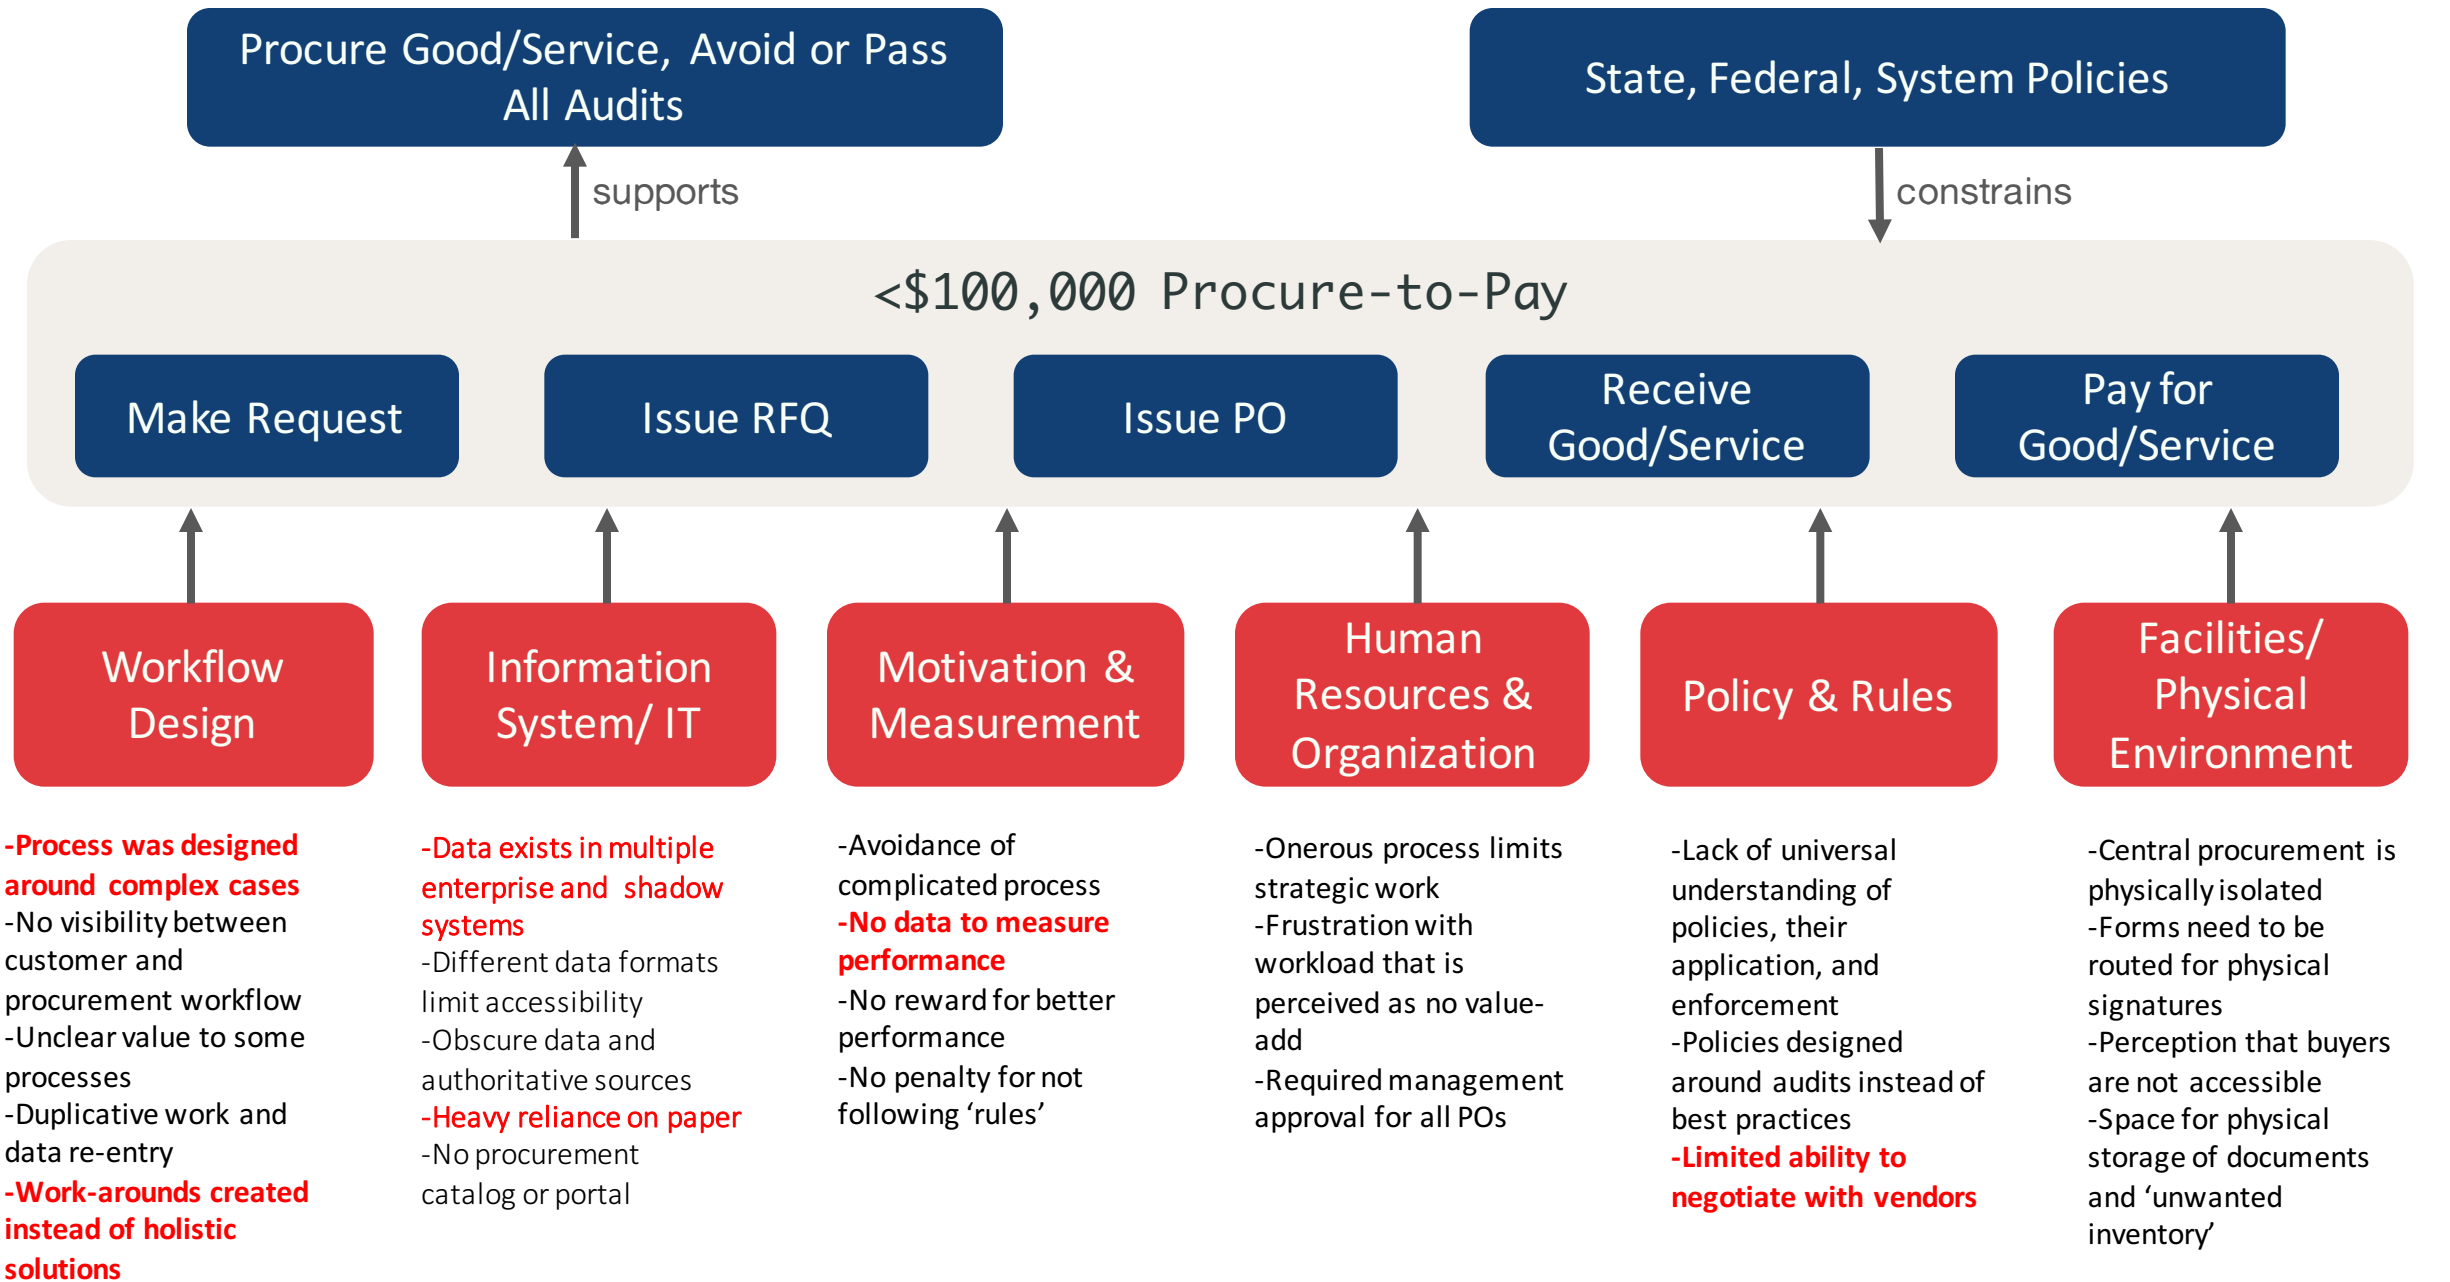 Procure Good/Service, Avoid or Pass
All Audits
State, Federal, System Policies
supports
constrains
<$100,000 Procure-to-Pay
Make Request
Issue RFQ
Issue PO
Receive
Good/Service
Pay for
Good/Service
Workflow
Design
Information
System/ IT
Motivation &
Measurement
Human
Resources &
Organization
Policy & Rules
Facilities/
Physical
Environment
-Process was designed
around complex cases
-No visibility between
customer and
procurement workflow
-Unclear value to some
processes
-Duplicative work and
data re-entry
-Work-arounds created
instead of holistic
solutions
-Data exists in multiple
enterprise and shadow
systems
-Different data formats
limit accessibility
-Obscure data and
authoritative sources
-Heavy reliance on paper
-No procurement
catalog or portal
-Avoidance of
complicated process
-No data to measure
performance
-No reward for better
performance
-No penalty for not
following ‘rules’
-Onerous process limits
strategic work
-Frustration with
workload that is
perceived as no value-
add
-Required management
approval for all POs
-Lack of universal
understanding of
policies, their
application, and
enforcement
-Policies designed
around audits instead of
best practices
-Limited ability to
negotiate with vendors
-Central procurement is
physically isolated
-Forms need to be
routed for physical
signatures
-Perception that buyers
are not accessible
-Space for physical
storage of documents
and ‘unwanted
inventory’